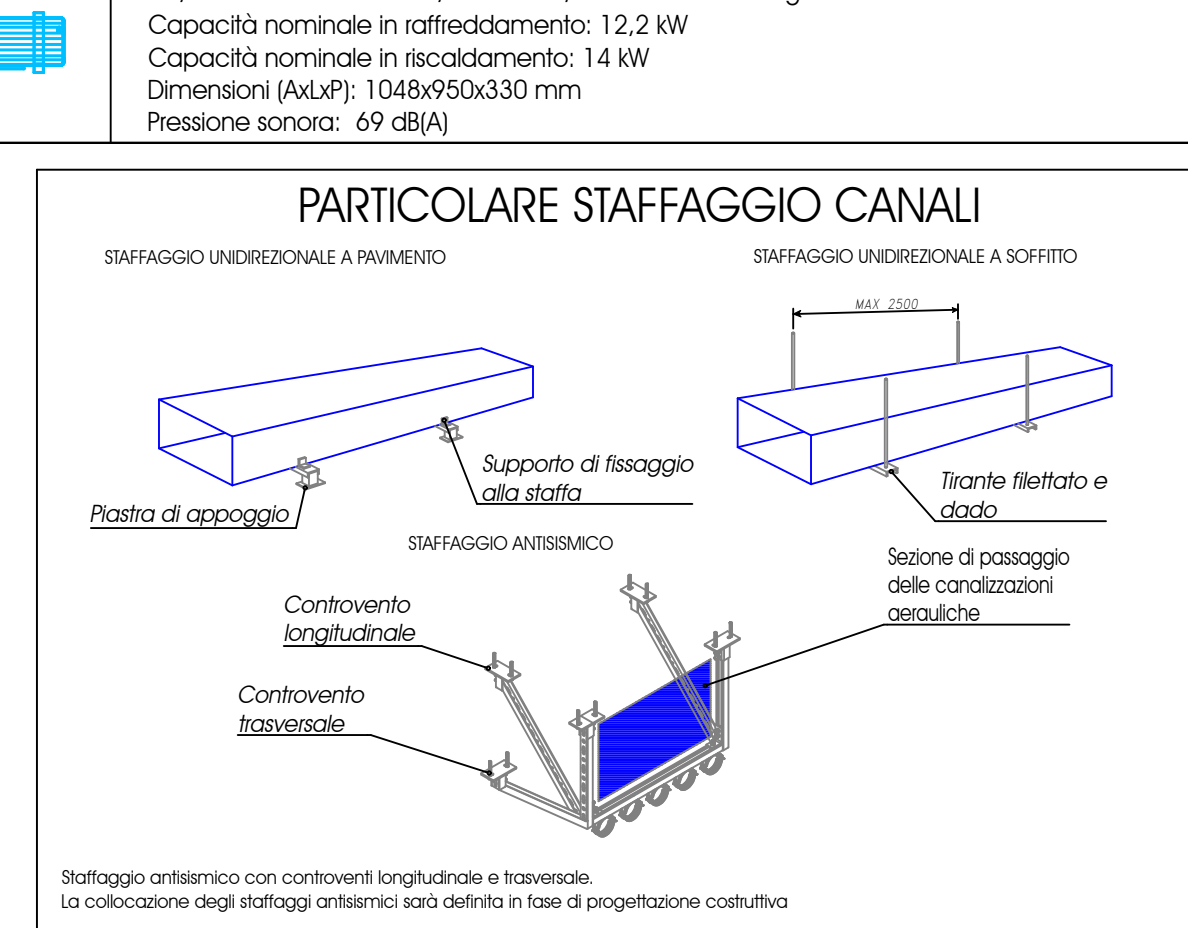 Capacità nominale in raffreddamento: 12,2 kW
Capacità nominale in riscaldamento: 14 kW
Dimensioni (AxLxP): 1048x950x330 mm
Pressione sonora: 69 dB(A)
PARTICOLARE STAFFAGGIO CANALI
STAFFAGGIO UNIDIREZIONALE A PAVIMENTO
STAFFAGGIO UNIDIREZIONALE A SOFFITTO
MAX 2500
Supporto di fissaggio
alla staffa
Piastra di appoggio
Tirante filettato e
dado
STAFFAGGIO ANTISISMICO
Sezione di passaggio
delle canalizzazioni
aerauliche
Controvento
longitudinale
Controvento
trasversale
Staffaggio antisismico con controventi longitudinale e trasversale.
La collocazione degli staffaggi antisismici sarà definita in fase di progettazione costruttiva